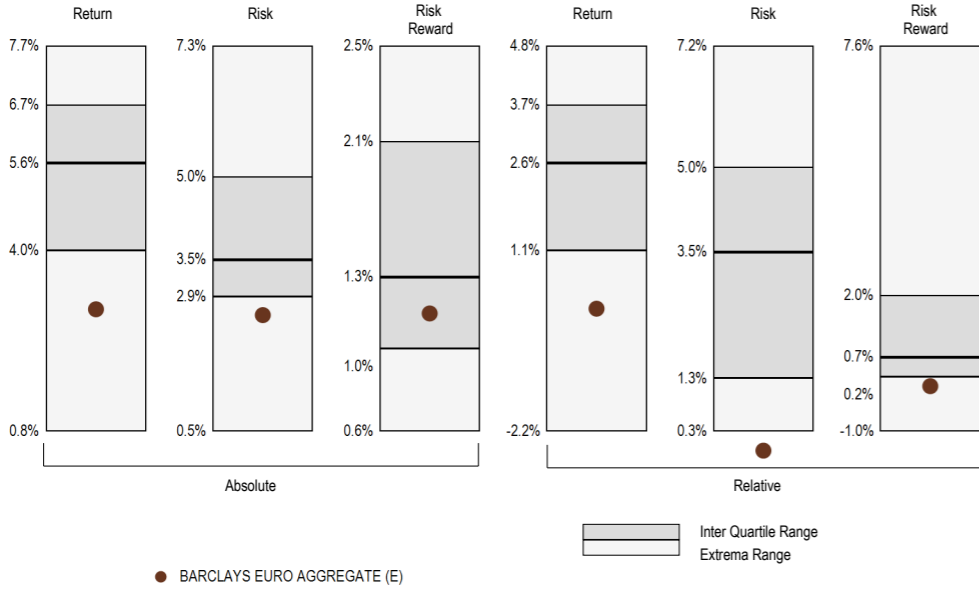 Return
Risk
Risk
Reward
Return
Risk
Risk
Reward
7.7%
6.7%
5.6%
4.0%
0.8%
7.3%
5.0%
3.5%
2.9%
0.5%
2.5%
2.1%
1.3%
1.0%
0.6%
4.8%
3.7%
2.6%
1.1%
-2.2%
7.2%
5.0%
3.5%
1.3%
0.3%
7.6%
2.0%
0.7%
0.2%
-1.0%
Absolute
Relative
Inter Quartile Range
Extrema Range
BARCLAYS EURO AGGREGATE (E)